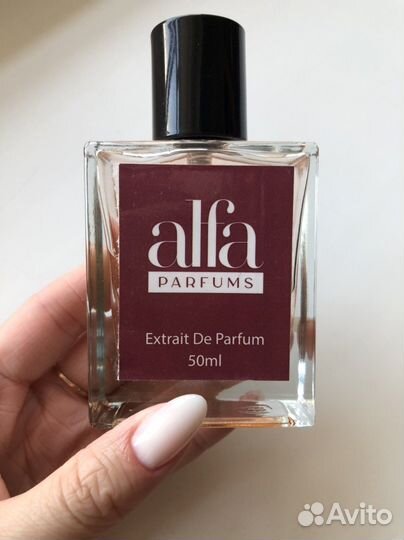 alfa
PARFUMS
Extrait De Parfum
50ml
Avito